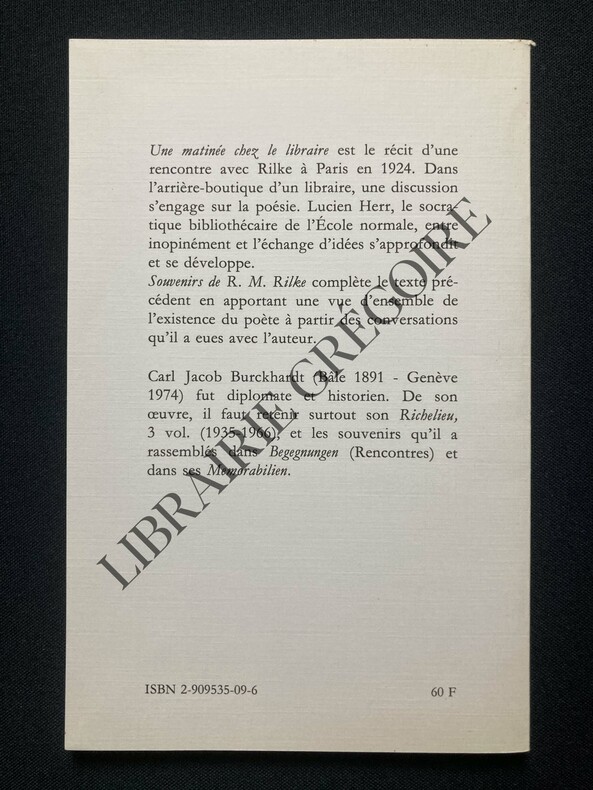 Une matinée chez le libraire est le récit d'une
rencontre avec Rilke à Paris en 1924. Dans
l'arrière-boutique d'un libraire, une discussion
s'engage sur la poésie. Lucien Herr, le socra-
tique bibliothécaire de l'École normale, entre
inopinément et l'échange d'idées s'approfondit
et se développe.
Souvenirs de R. M. Rilke complète le texte pré-
cédent en apportant une vue d'ensemble de
l'existence du poète à partir des conversations
qu'il a eues avec l'auteur.
Carl Jacob Burckhardt (Bâle 1891 - Genève
1974) fut diplomate et historien. De son
œuvre, il faut retenir surtout son Richelieu,
3 vol. (1935-1966), et les souvenirs qu'il a
rassemblés dans Begegnungen (Rencontres) et
dans ses Memorabilien.
LIBRAIRIE GRÉGOIRE
ISBN 2-909535-09-6
60 F